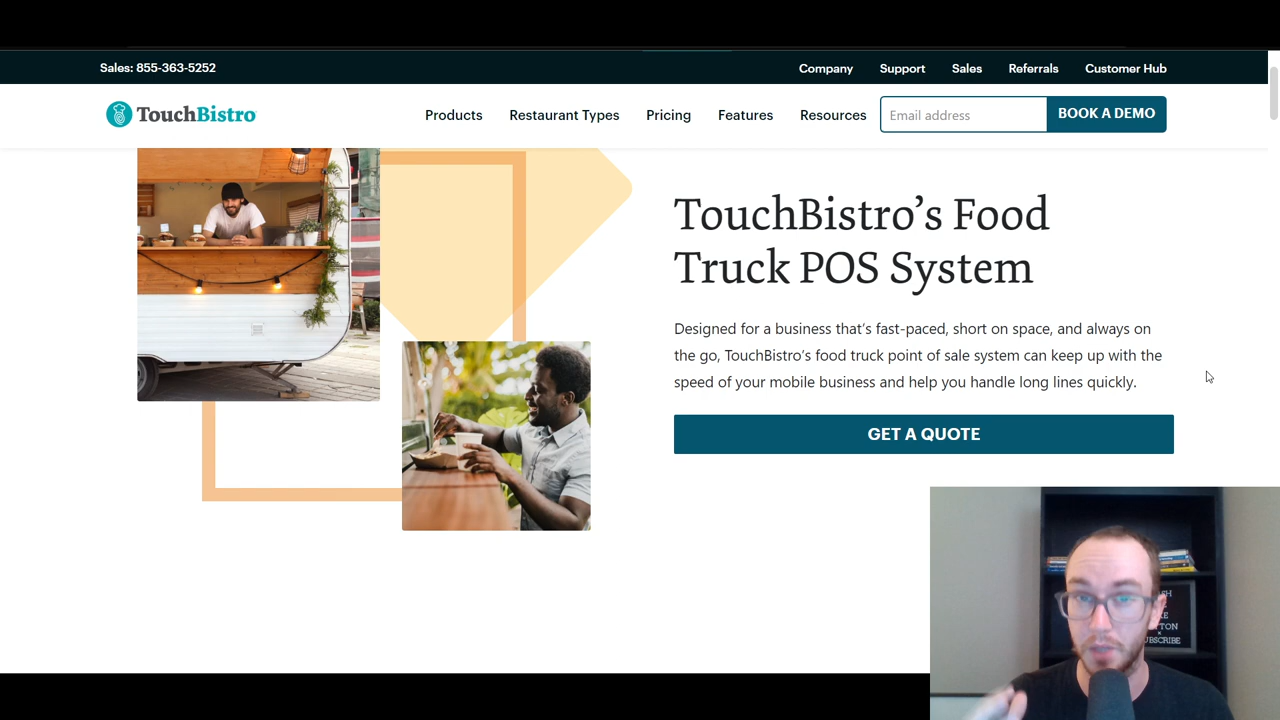 Sales: 855-363-5252
Company
Support
Sales
Referrals
Customer Hub
TouchBistro
Products
Restaurant Types
Pricing
Features
Resources
Email address
BOOK A DEMO
TouchBistro’s Food
Truck POS System
Designed for a business that’s fast-paced, short on space, and always on
the go, TouchBistro’s food truck point of sale system can keep up with the
speed of your mobile business and help you handle long lines quickly.
GET A QUOTE